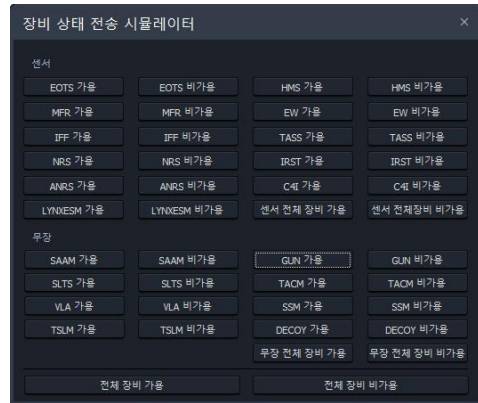 장비 상태 전송 시뮬레이터 ×
센서
EOTS 가용 EOTS 비가용 HMS 가용 HMS 비가용
MFR 가용 MFR 비가용 EW 가용 EW 비가용
IFF 가용 IFF 비가용 TASS 가용 TASS 비가용
NRS 가용 NRS 비가용 IRST 가용 IRST 비가용
ANRS 가용 ANRS 비가용 C4I 가용 C4I 비가용
LYNXESM 가용 LYNXESM 비가용 센서 전체 장비 가용 센서 전체장비 비가용
무장
SAAM 가용 SAAM 비가용 GUN 가용 GUN 비가용
SLTS 가용 SLTS 비가용 TACM 가용 TACM 비가용
VLA 가용 VLA 비가용 SSM 가용 SSM 비가용
TSLM 가용 TSLM 비가용 DECOY 가용 DECOY 비가용
무장 전체 장비 가용 무장 전체 장비 비가용
전체 장비 가용 전체 장비 비가용